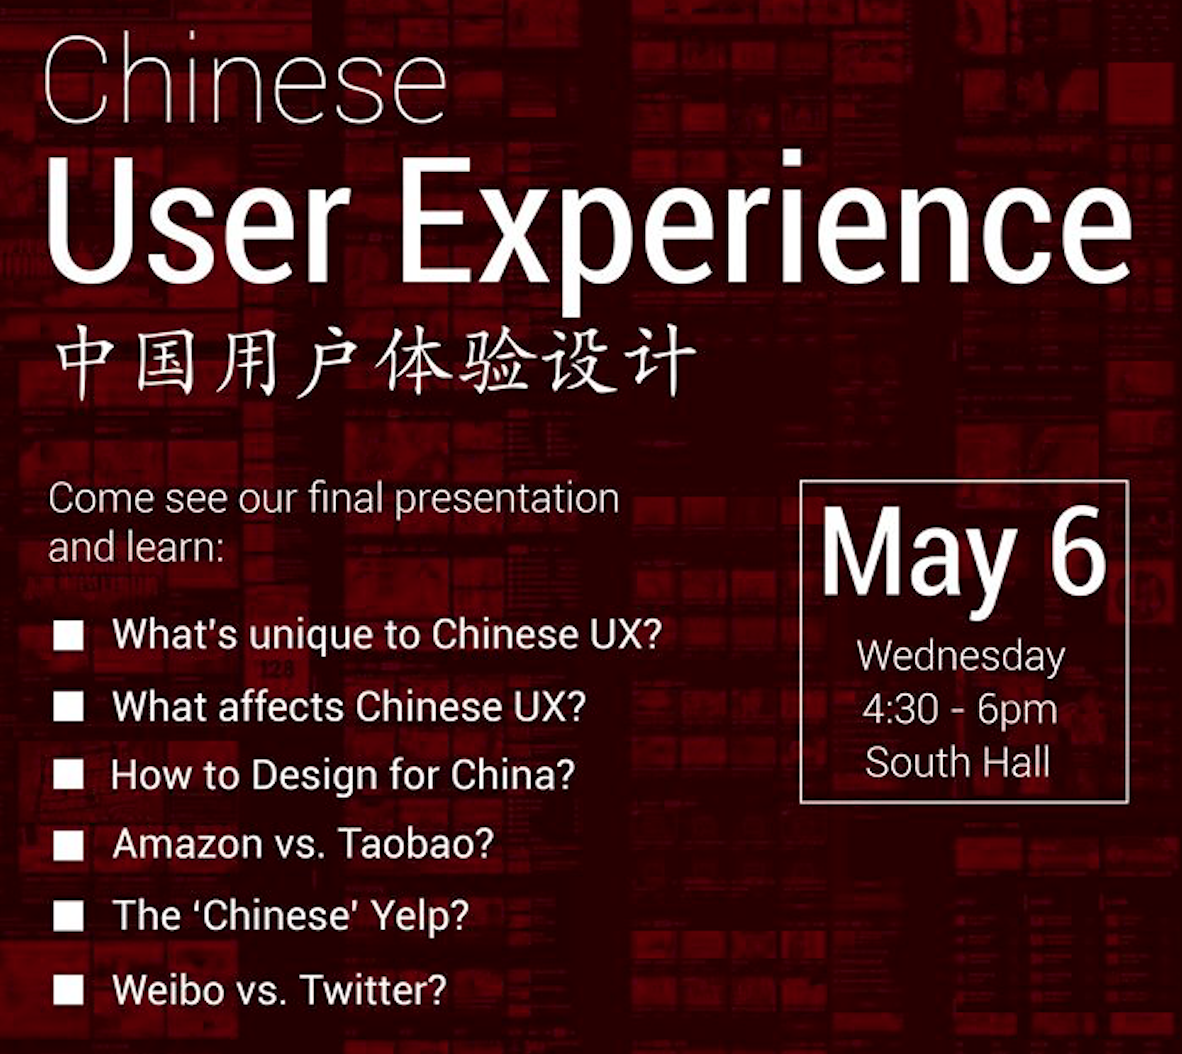 Chinese
User Experience
中国用户体验设计
Come see our final presentation
and learn:
What's unique to Chinese UX?
What affects Chinese UX?
How to Design for China?
Amazon vs. Taobao?
The ‘Chinese’ Yelp?
Weibo vs. Twitter?
May 6
Wednesday
4:30 - 6pm
South Hall
128